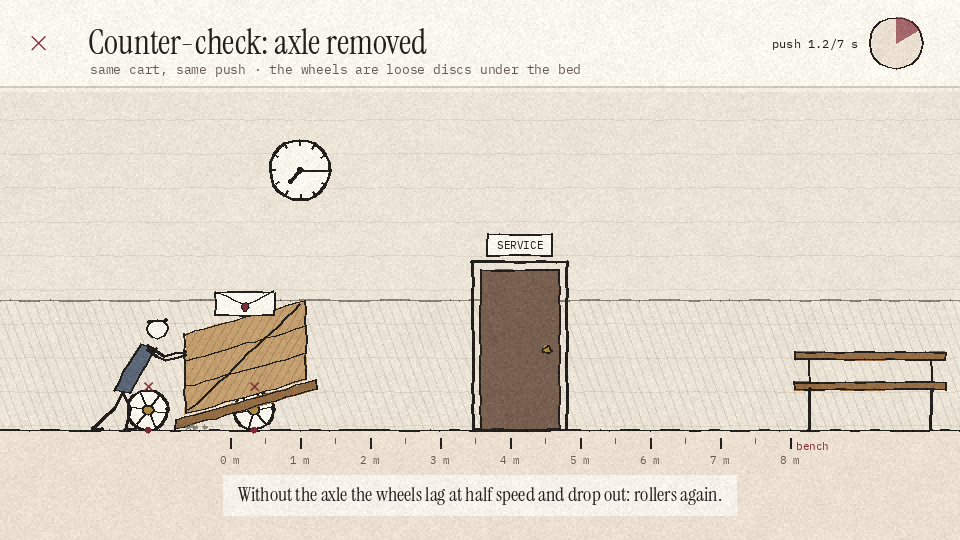 Counter-check: axle removed
same cart, same push · the wheels are loose discs under the bed
push 1.2/7 s
SERVICE
0 m 1 m 2 m 3 m 4 m 5 m 6 m 7 m 8 m
bench
Without the axle the wheels lag at half speed and drop out: rollers again.